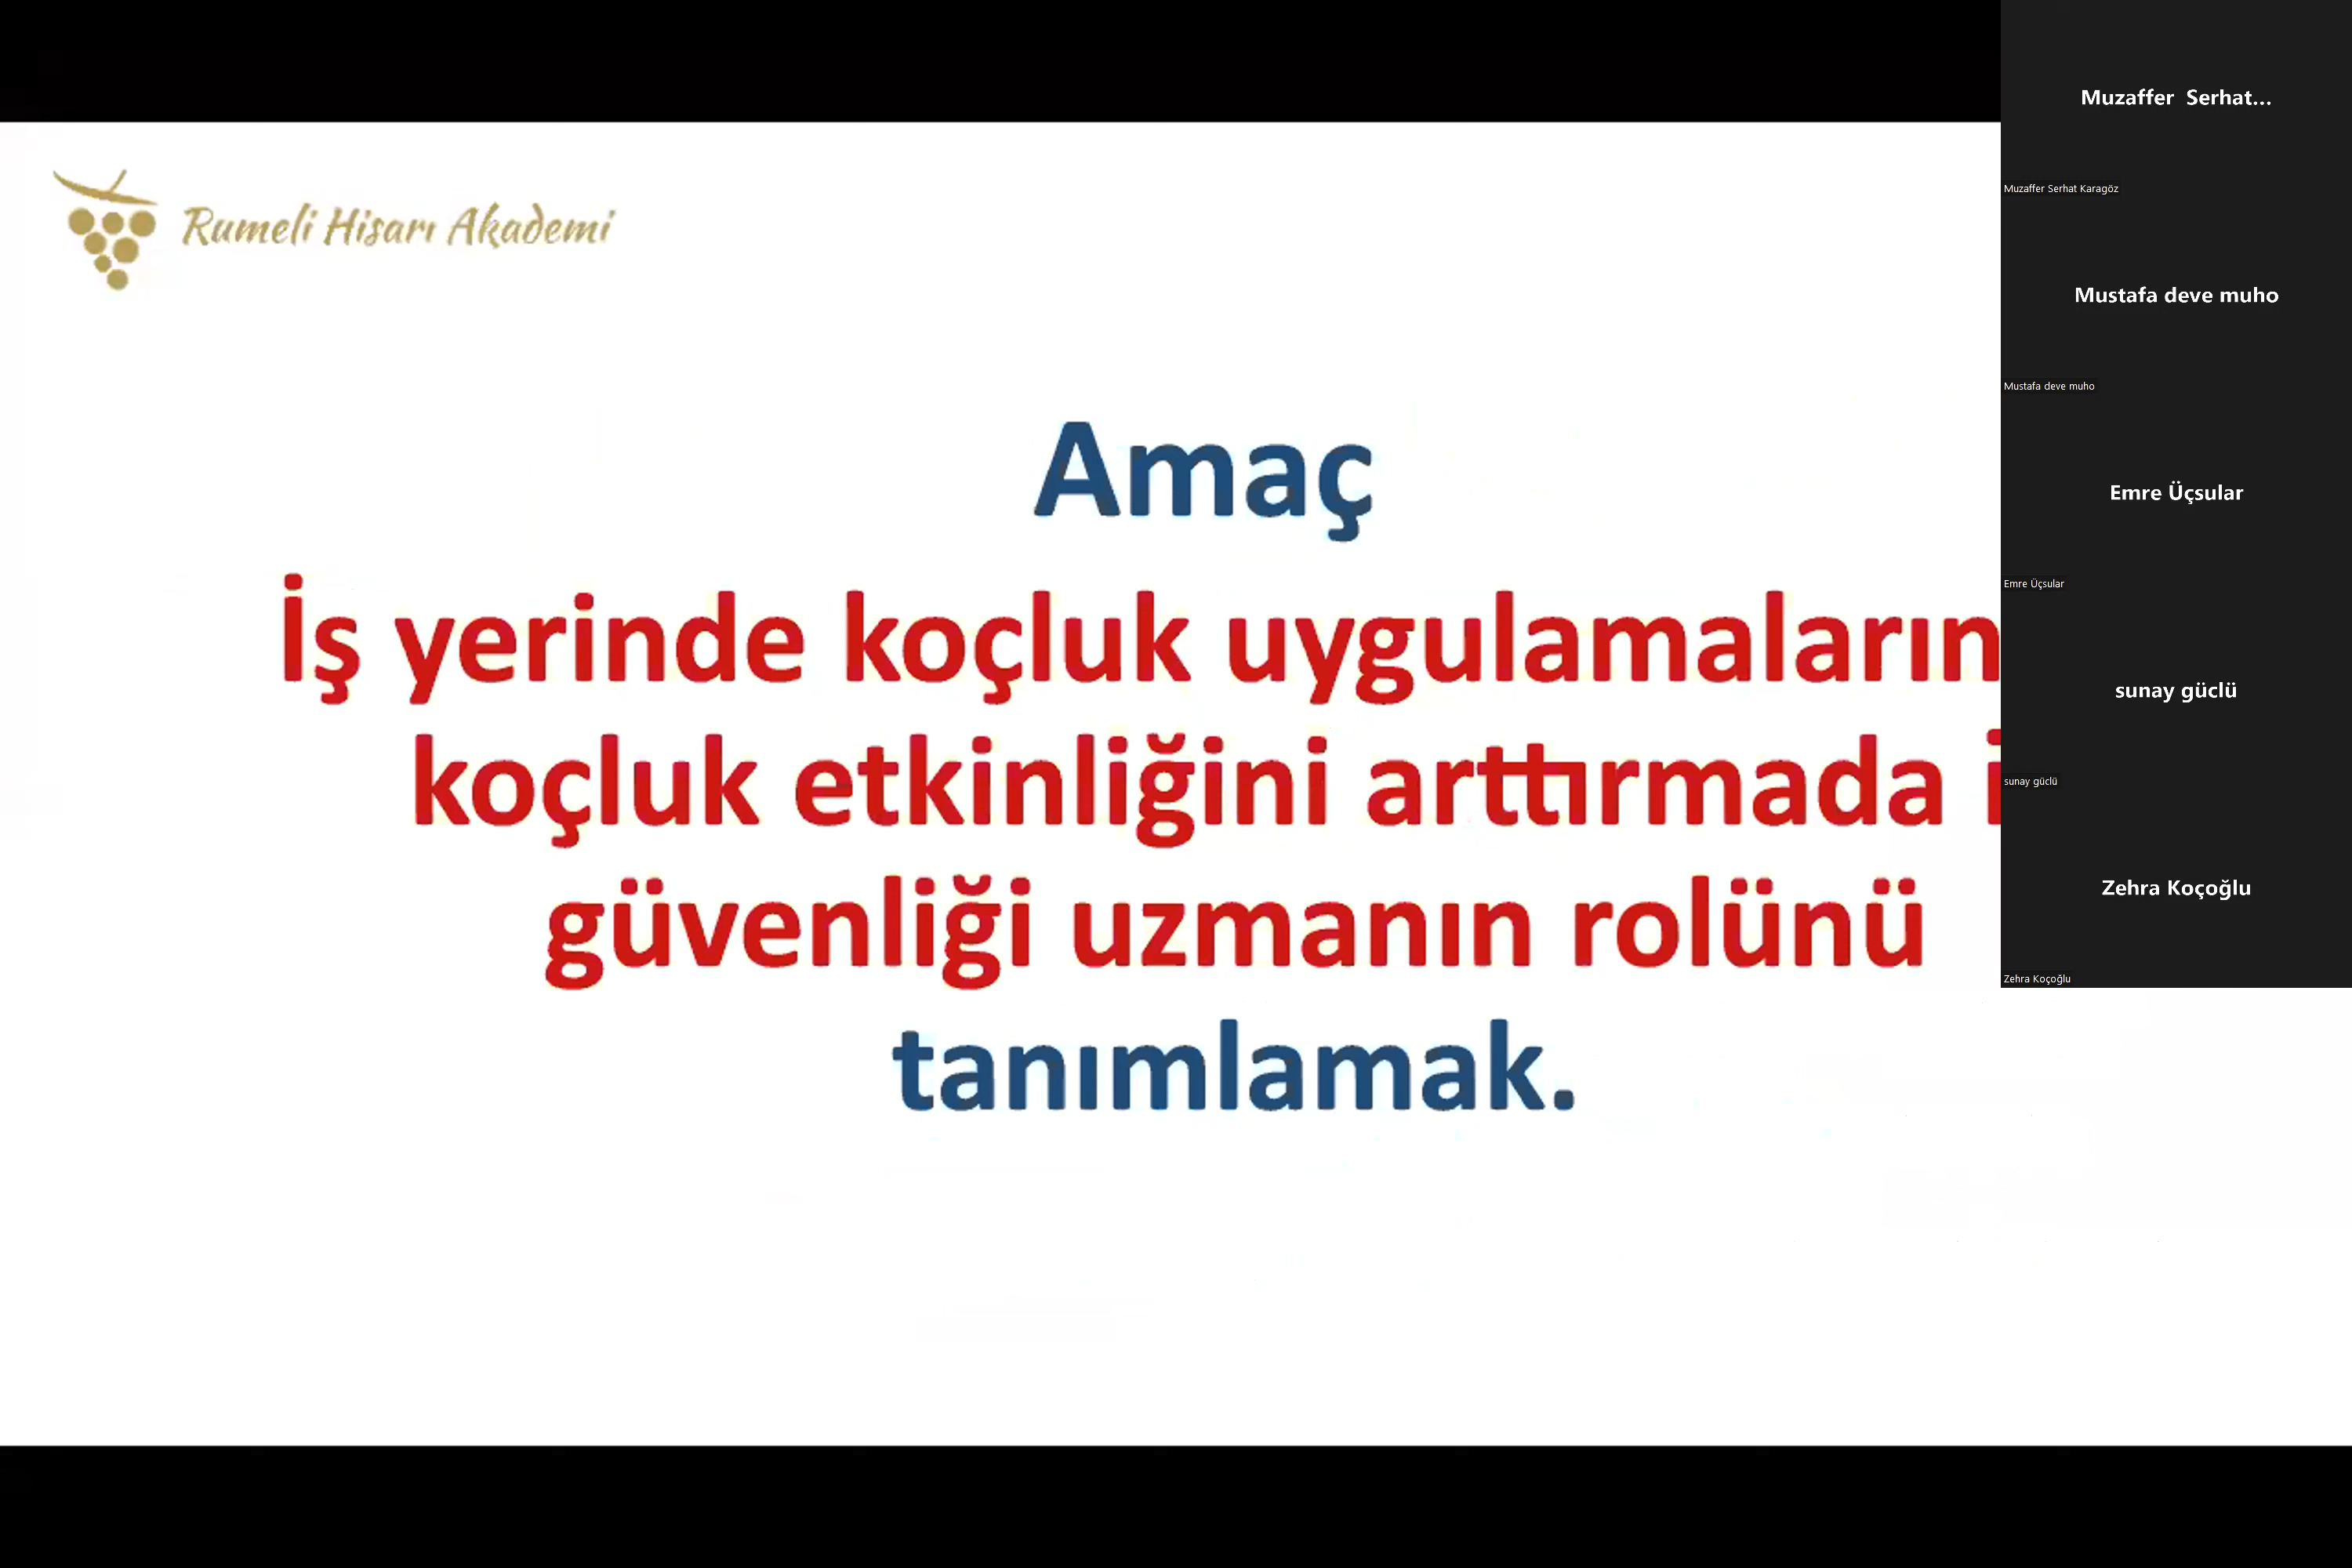 Rumeli Hisarı Akademi
Amaç
İş yerinde koçluk uygulamaların
koçluk etkinliğini arttırmada i
güvenliği uzmanın rolünü
tanımlamak.
Muzaffer Serhat...
Muzaffer Serhat Karagöz
Mustafa deve muho
Mustafa deve muho
Emre Üçsular
Emre Üçsular
sunay güclü
sunay güclü
Zehra Koçoğlu
Zehra Koçoğlu